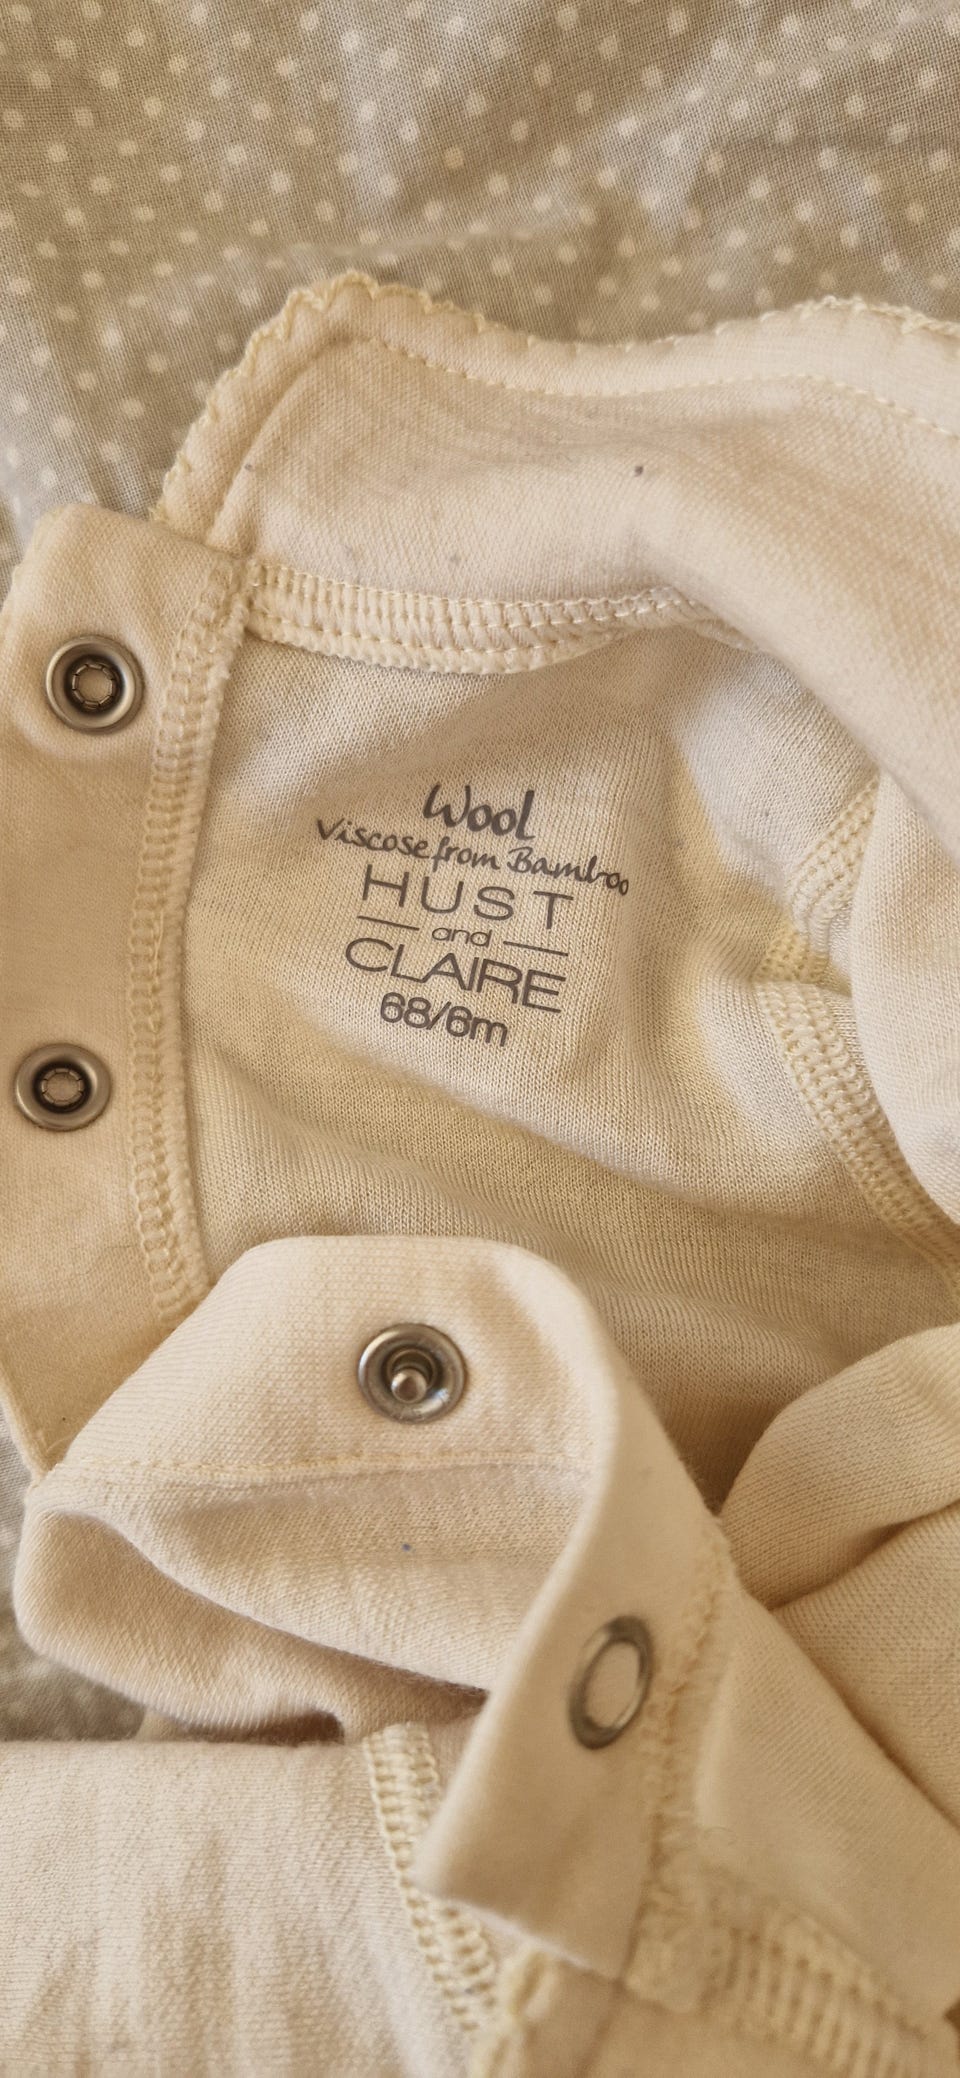 Wool
Viscose from Bamboo
HUST
and
CLAIRE
68/6m